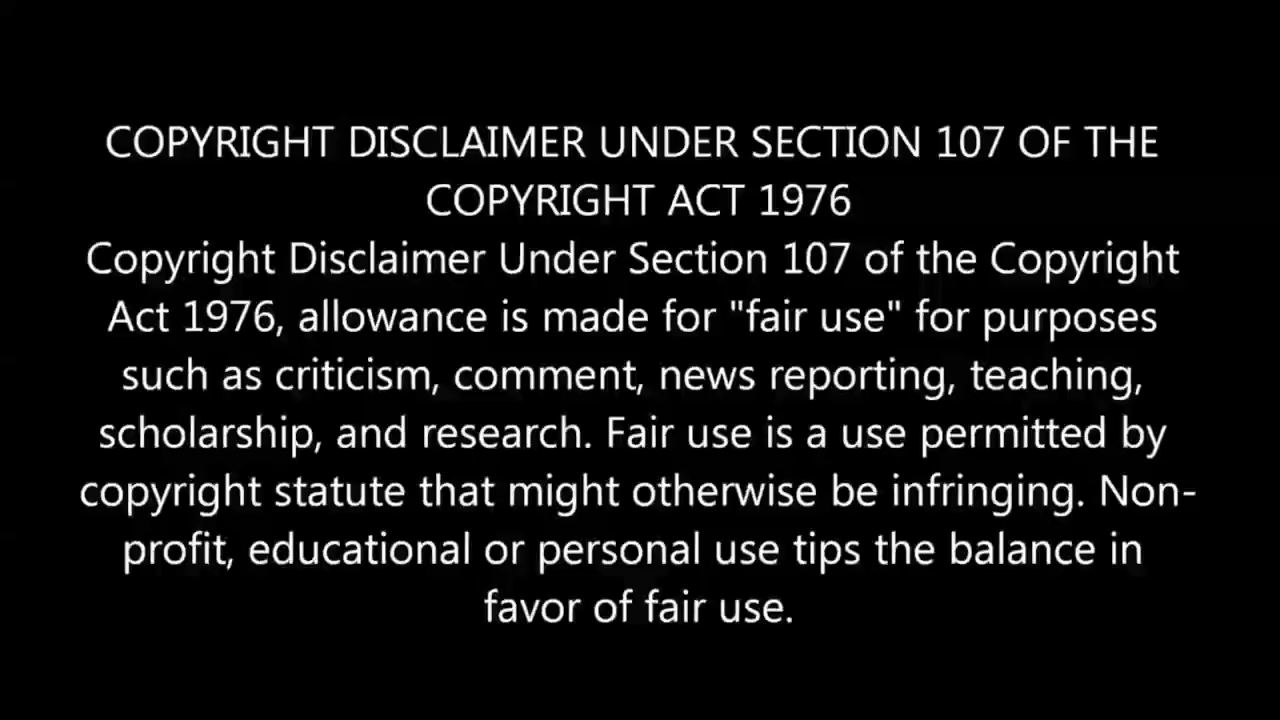 COPYRIGHT DISCLAIMER UNDER SECTION 107 OF THE
COPYRIGHT ACT 1976
Copyright Disclaimer Under Section 107 of the Copyright
Act 1976, allowance is made for "fair use" for purposes
such as criticism, comment, news reporting, teaching,
scholarship, and research. Fair use is a use permitted by
copyright statute that might otherwise be infringing. Non-
profit, educational or personal use tips the balance in
favor of fair use.